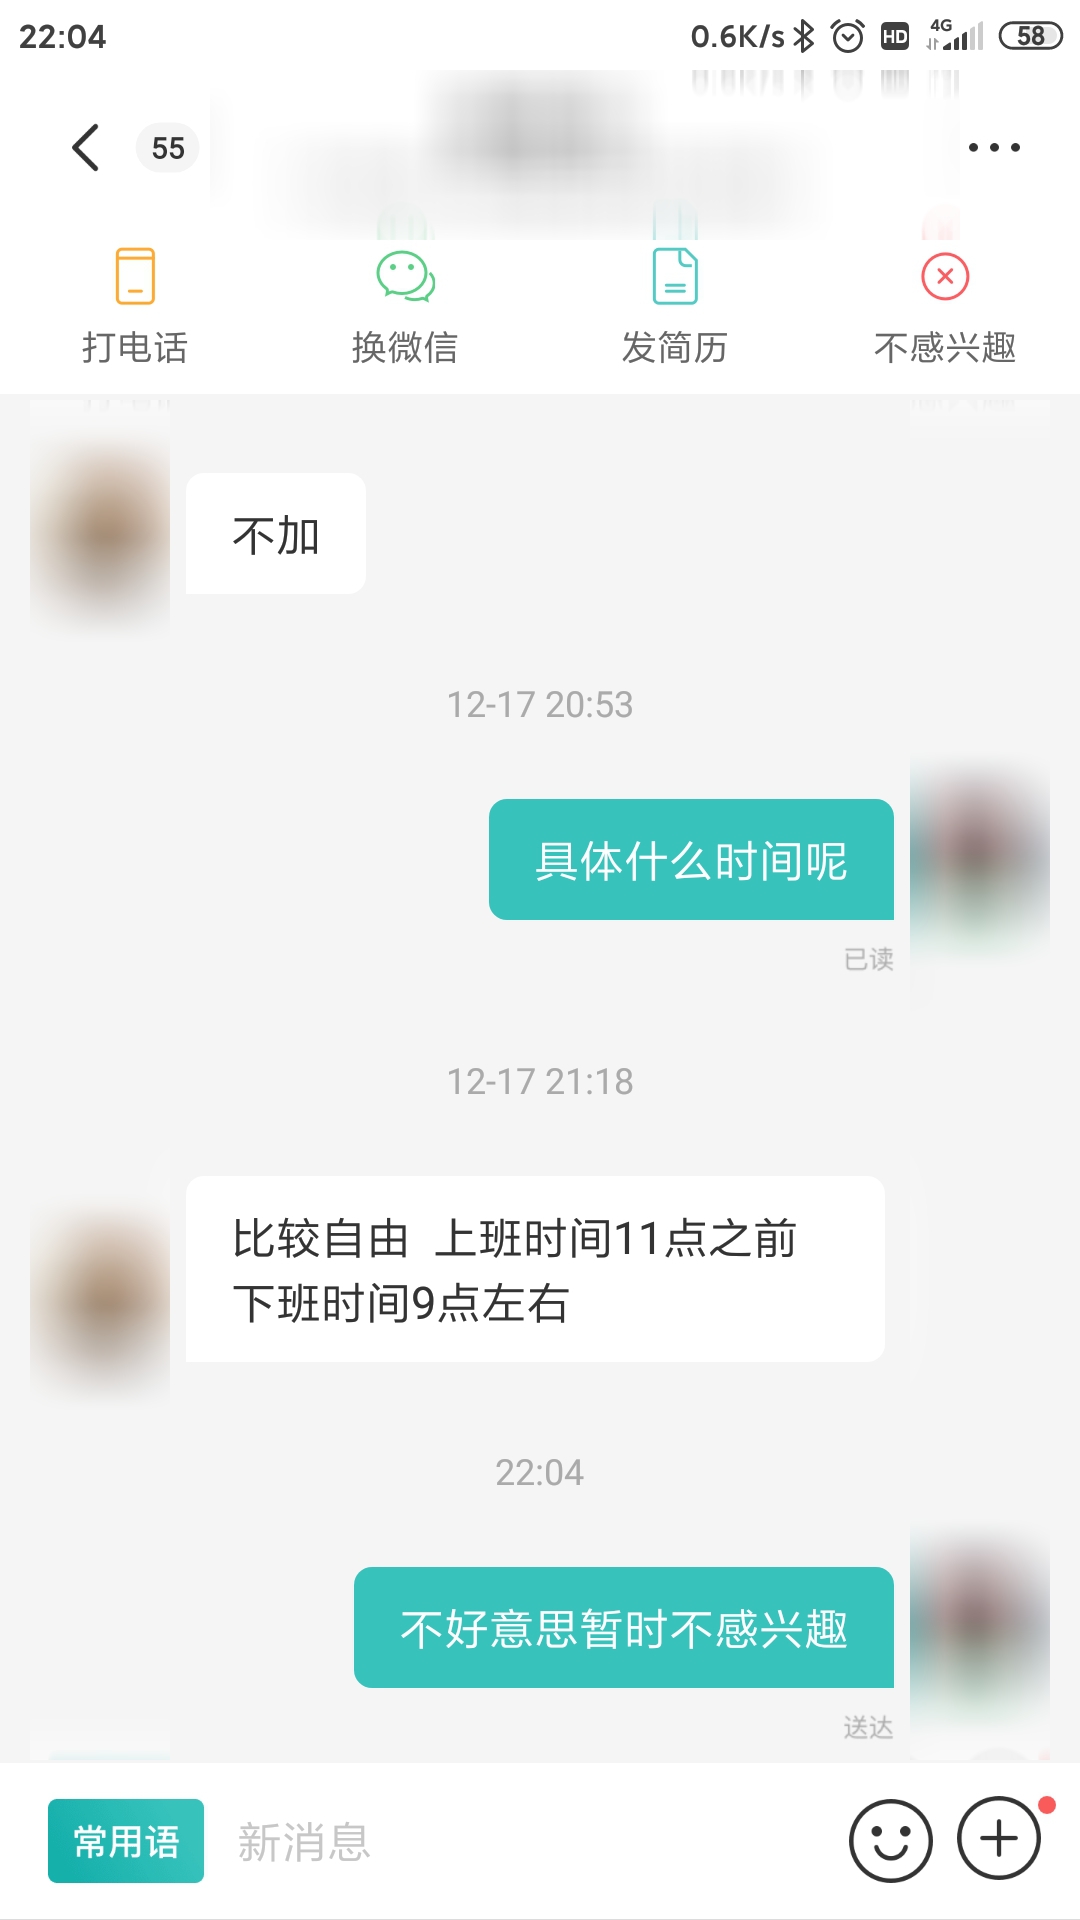 22:04
0.6K/s HD 4G 58
55
打电话
换微信
发简历
不感兴趣
不加
12-17 20:53
具体什么时间呢
已读
12-17 21:18
比较自由 上班时间11点之前
下班时间9点左右
22:04
不好意思暂时不感兴趣
送达
常用语
新消息